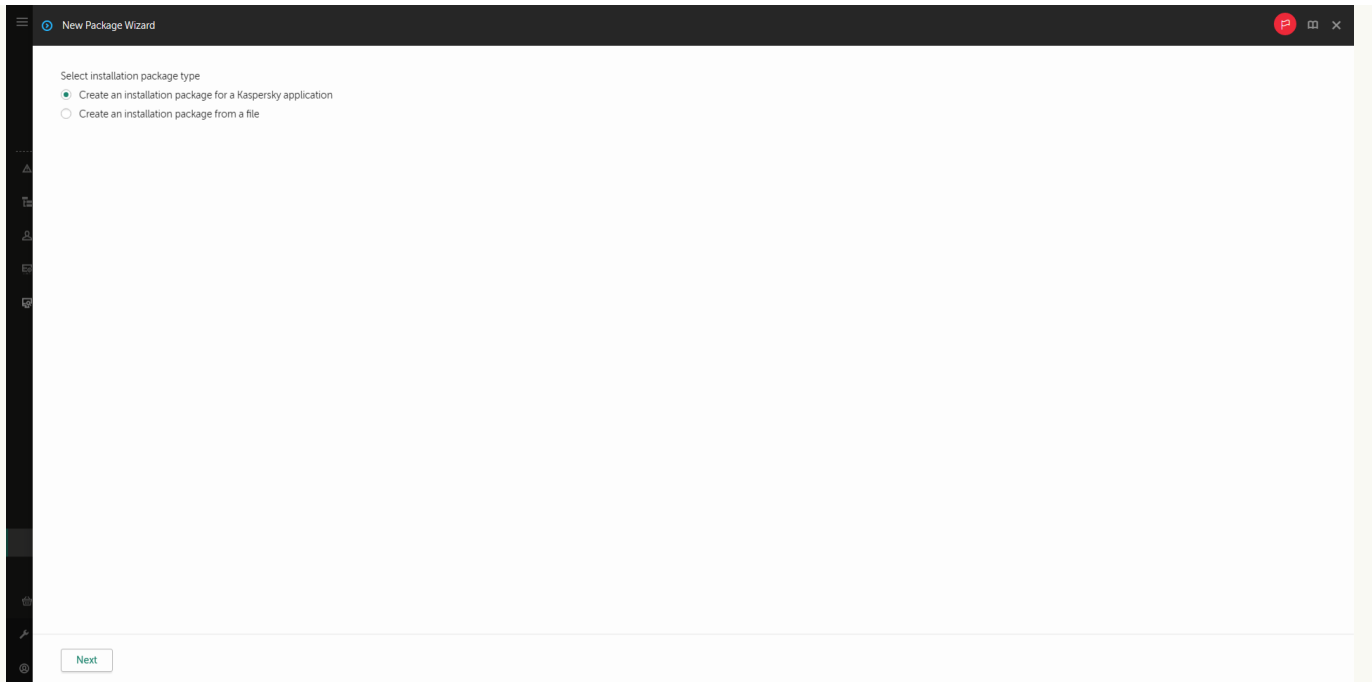 New Package Wizard
Select installation package type
Create an installation package for a Kaspersky application
Create an installation package from a file
Next